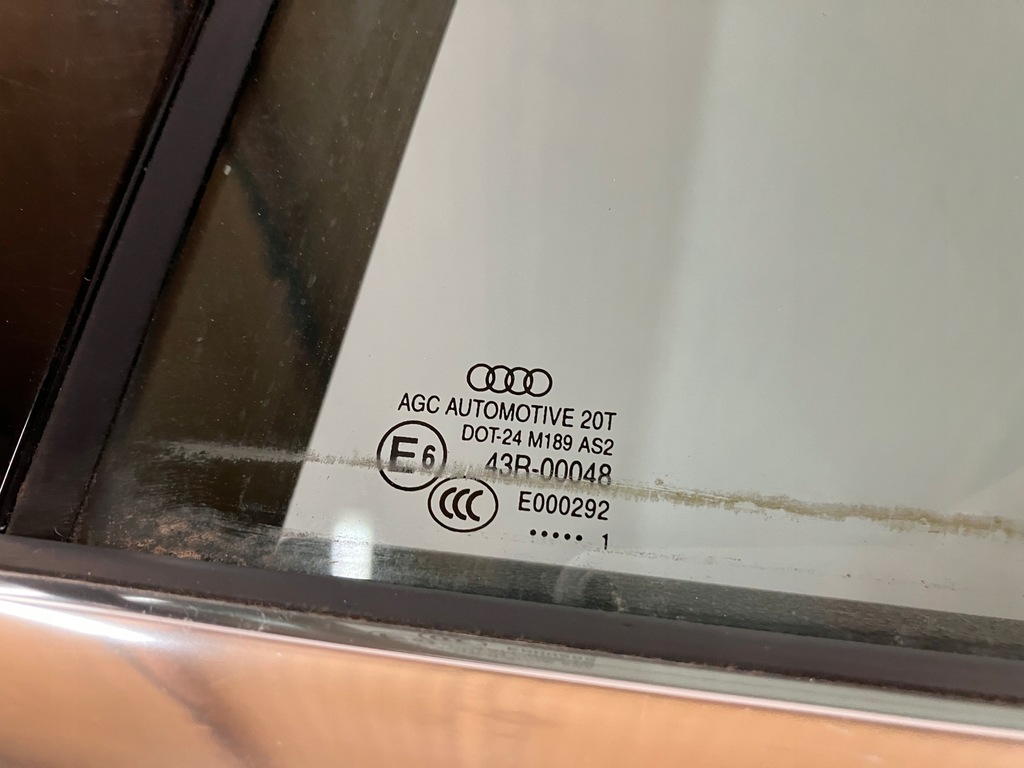 AGC AUTOMOTIVE 20T
DOT-24 M189 AS2
E6 43R-00048
CCC E000292
..... 1